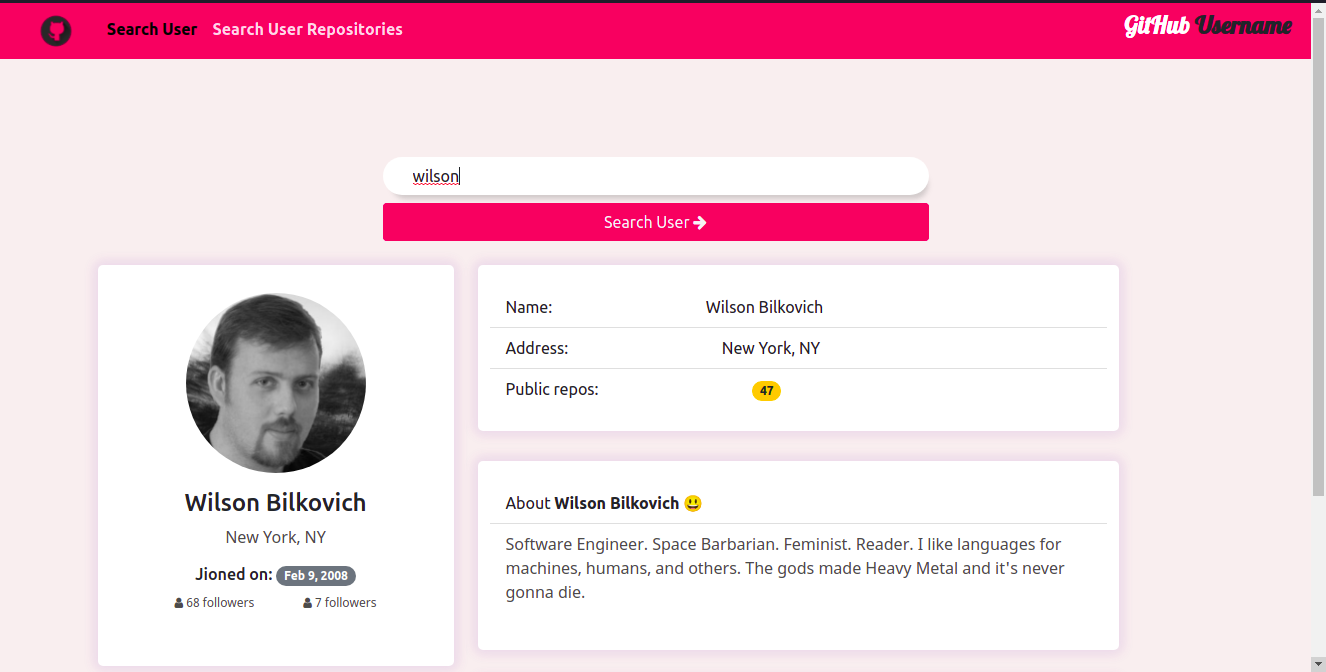 Search User Search User Repositories GitHub Username
wilson
Search User
Wilson Bilkovich
New York, NY
Jioned on: Feb 9, 2008
68 followers 7 followers
Name: Wilson Bilkovich
Address: New York, NY
Public repos: 47
About Wilson Bilkovich 😃
Software Engineer. Space Barbarian. Feminist. Reader. I like languages for
machines, humans, and others. The gods made Heavy Metal and it's never
gonna die.